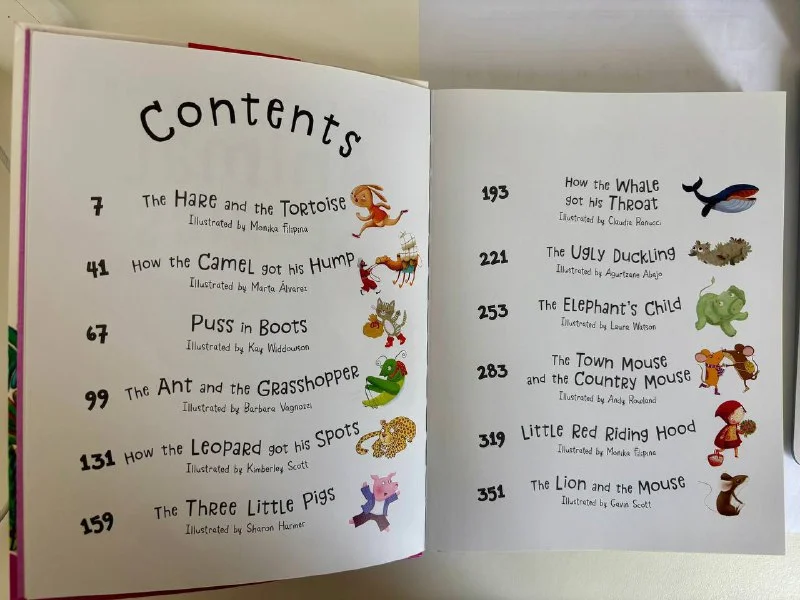 Contents
7 The Hare and the Tortoise
Illustrated by Monika Filipina
41 How the Camel got his Hump
Illustrated by Marta Álvarez
67 Puss in Boots
Illustrated by Kay Widdowson
99 The Ant and the Grasshopper
Illustrated by Barbara Vagnozzi
131 How the Leopard got his Spots
Illustrated by Kimberley Scott
159 The Three Little Pigs
Illustrated by Sharon Harmer
193 How the Whale
got his Throat
Illustrated by Claudia Ranucci
221 The Ugly Duckling
Illustrated by Agurtzane Abajo
253 The Elephant's Child
Illustrated by Laura Watson
283 The Town Mouse
and the Country Mouse
Illustrated by Andy Rowland
319 Little Red Riding Hood
Illustrated by Monika Filipina
351 The Lion and the Mouse
Illustrated by Gavin Scott